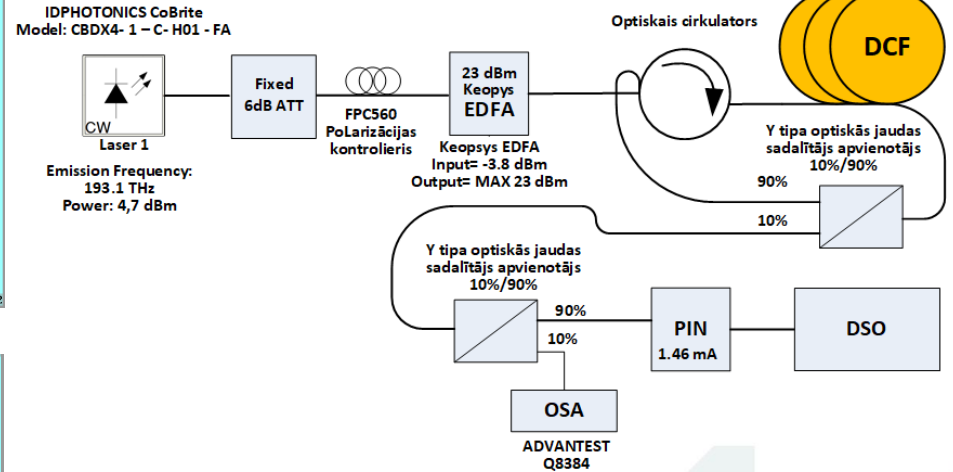 IDPHOTONICS CoBrite
Model: CBDX4- 1 – C- H01 - FA
CW
Laser 1
Emission Frequency:
193.1 THz
Power: 4,7 dBm
Fixed
6dB ATT
FPC560
PoLarizācijas
kontrolieris
23 dBm
Keopys
EDFA
Keopsys EDFA
Input= -3.8 dBm
Output= MAX 23 dBm
Optiskais cirkulators
DCF
Y tipa optiskās jaudas
sadalītājs apvienotājs
10%/90%
90%
10%
Y tipa optiskās jaudas
sadalītājs apvienotājs
10%/90%
90%
10%
PIN
1.46 mA
DSO
OSA
ADVANTEST
Q8384